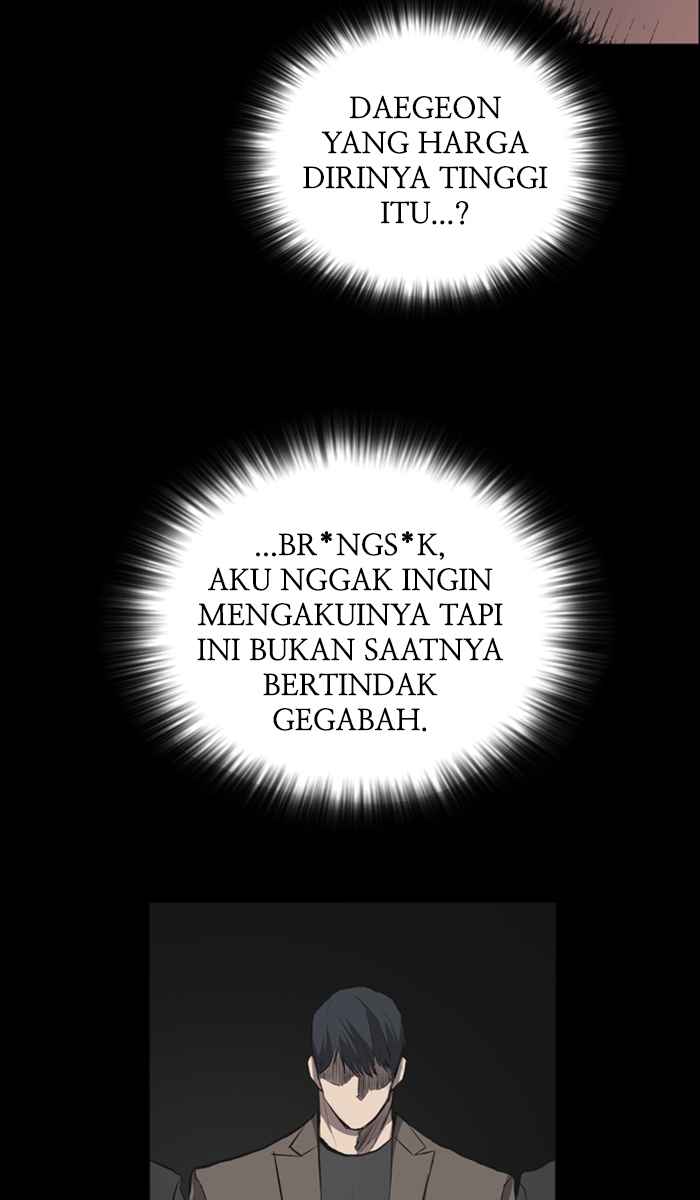 DAEGEON
YANG HARGA
DIRINYA TINGGI
ITU...?
...BR*NGS*K,
AKU NGGAK INGIN
MENGAKUINYA TAPI
INI BUKAN SAATNYA
BERTINDAK
GEGABAH.